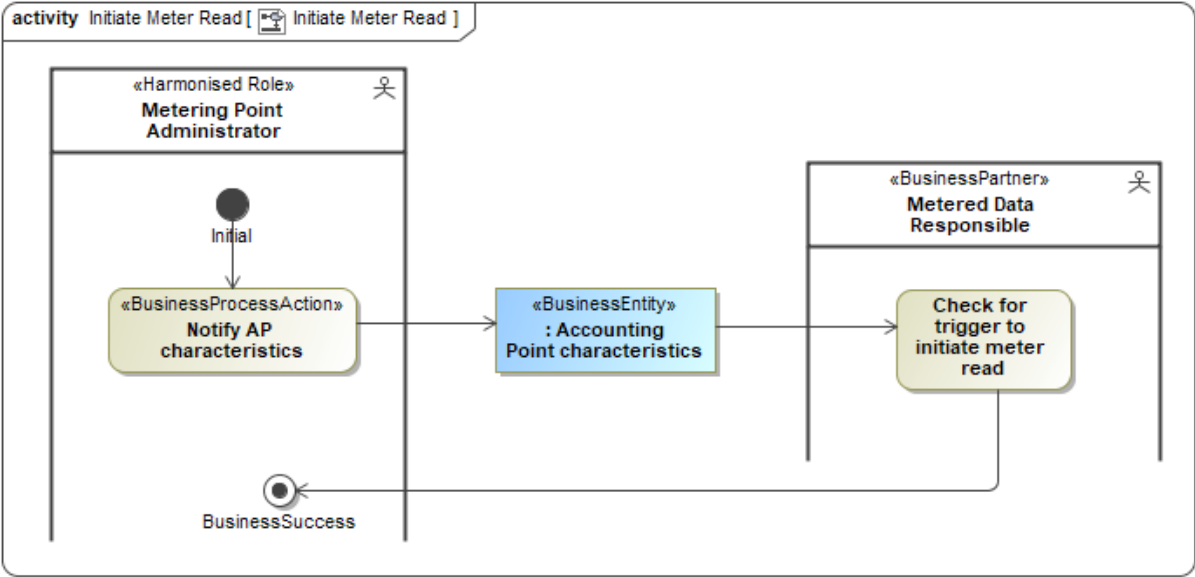 activity Initiate Meter Read [ Initiate Meter Read ]
«Harmonised Role»
Metering Point
Administrator
«BusinessPartner»
Metered Data
Responsible
Initial
«BusinessProcessAction»
Notify AP
characteristics
«BusinessEntity»
: Accounting
Point characteristics
Check for
trigger to
initiate meter
read
BusinessSuccess